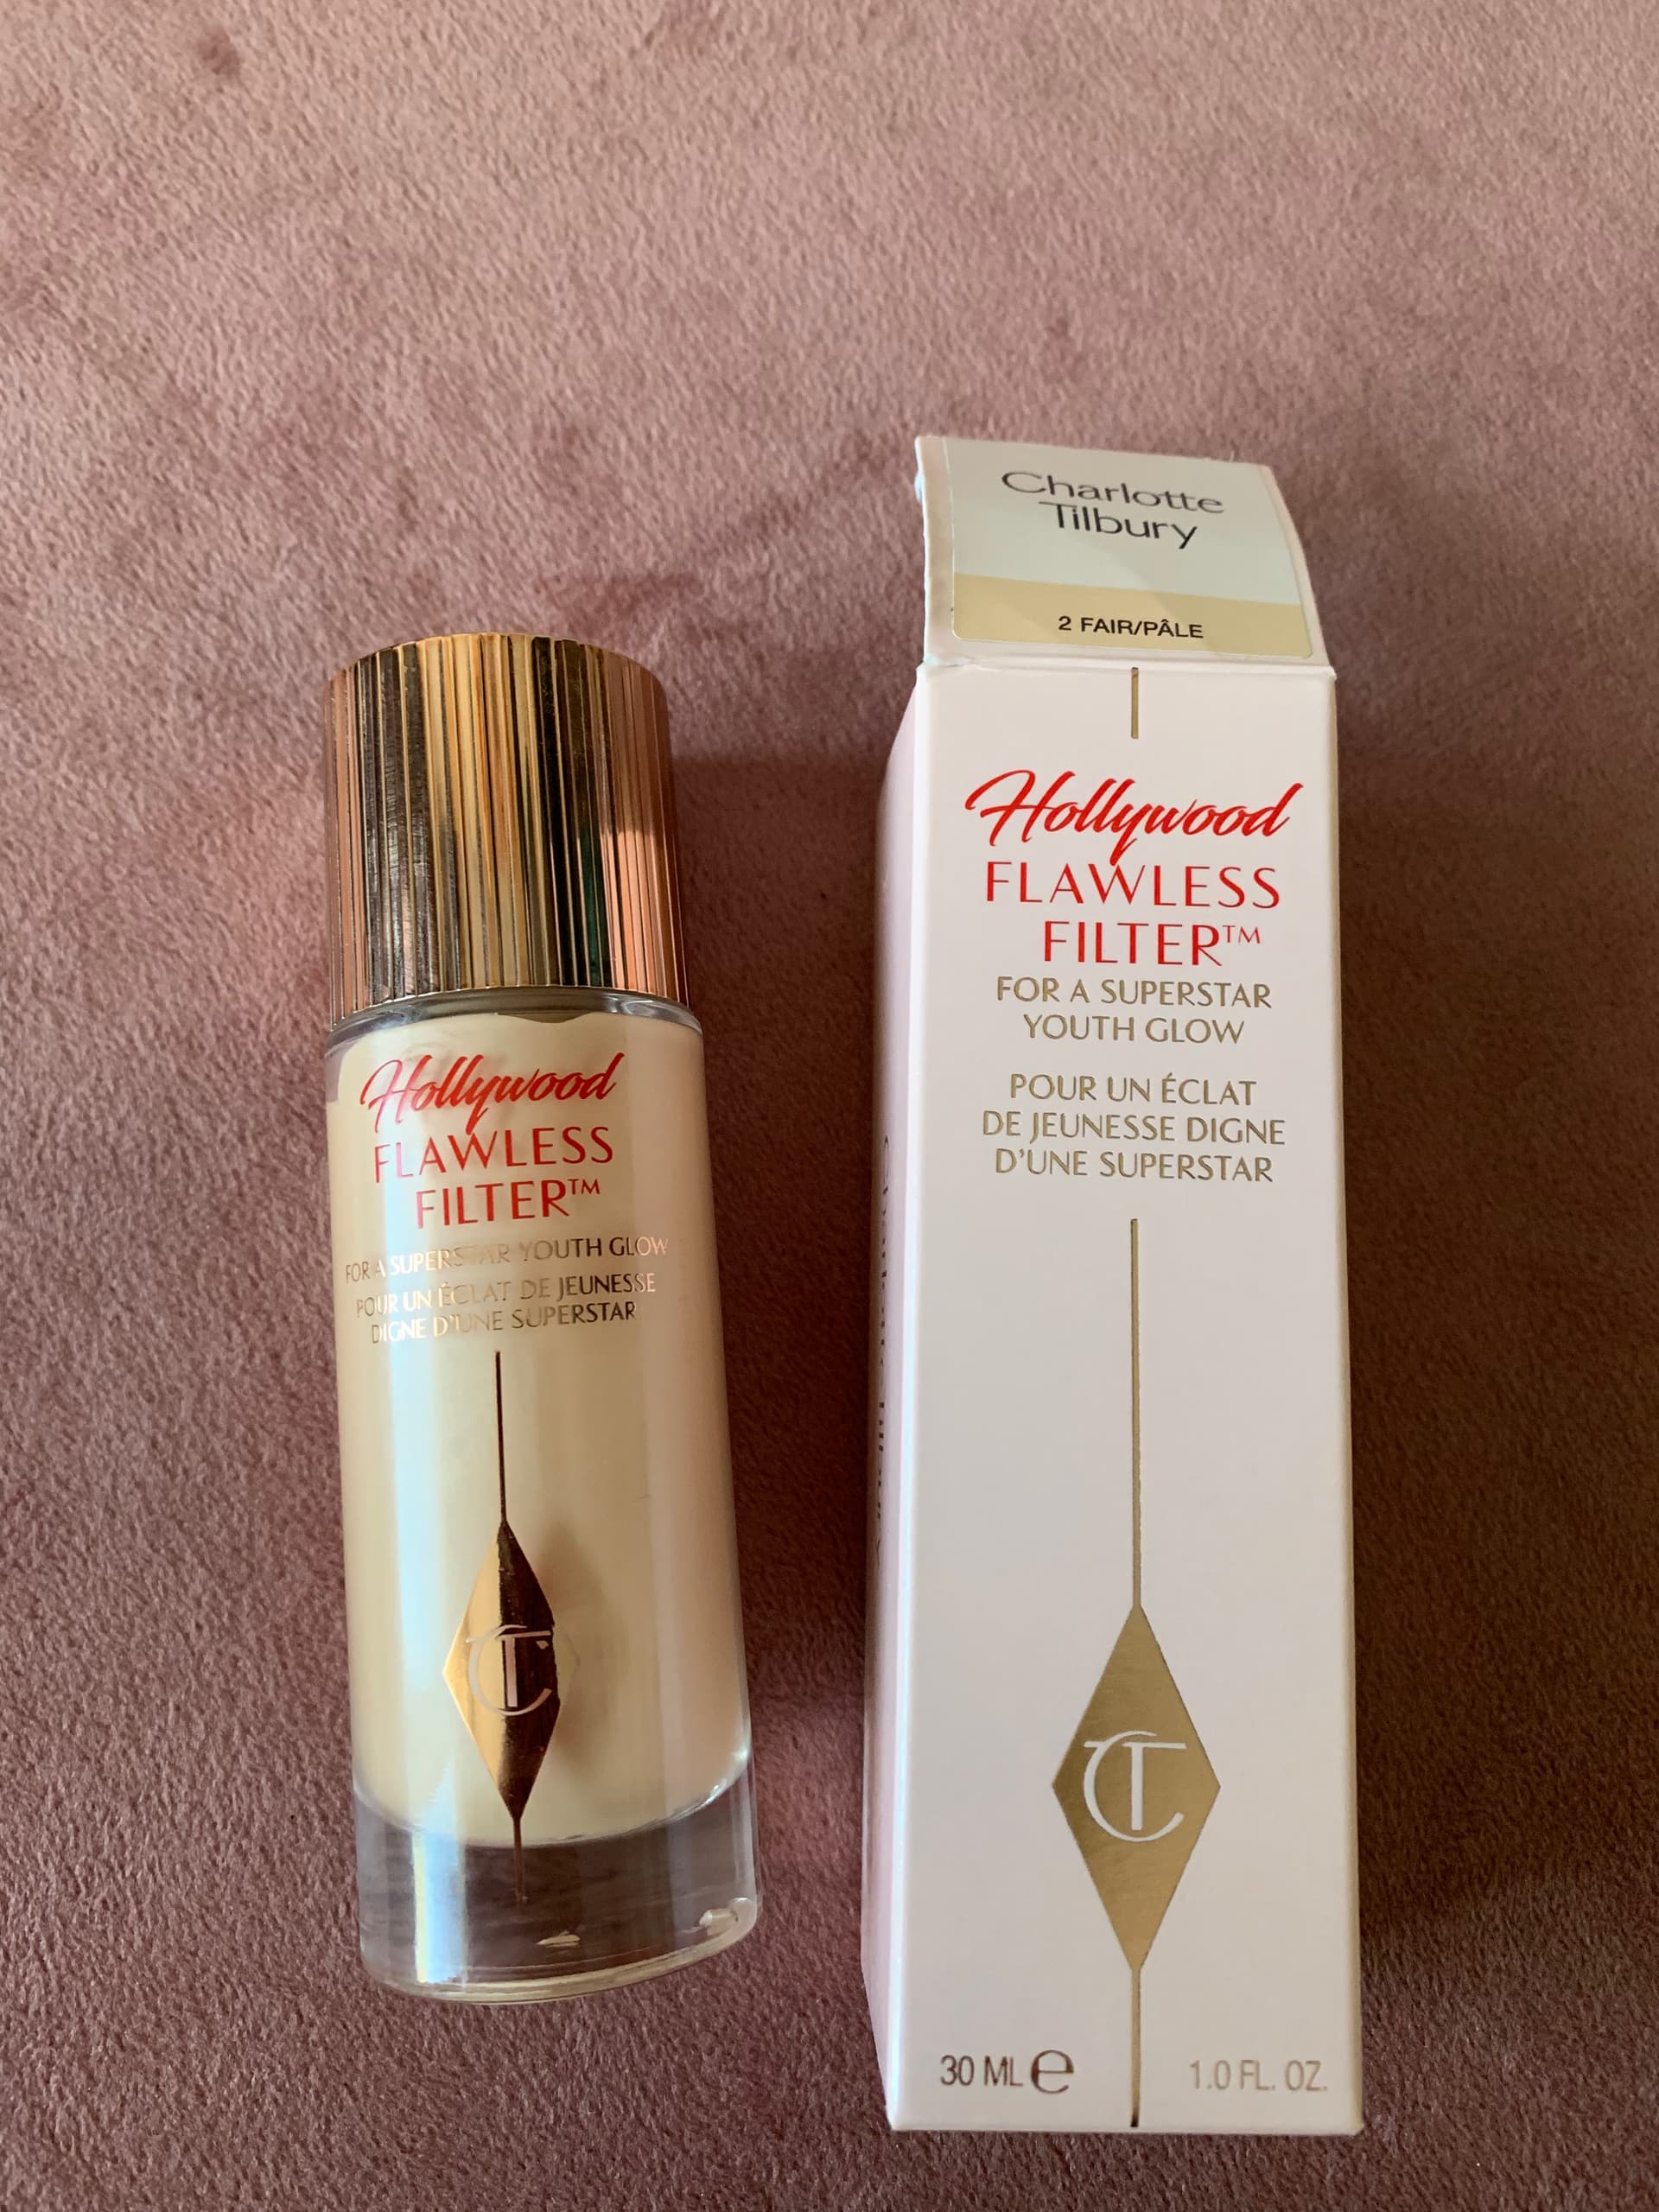 Hollywood
FLAWLESS
FILTER™
FOR A SUPERSTAR YOUTH GLOW
POUR UN ÉCLAT DE JEUNESSE
DIGNE D'UNE SUPERSTAR
CT
Charlotte
Tilbury
2 FAIR/PÂLE
Hollywood
FLAWLESS
FILTER™
FOR A SUPERSTAR
YOUTH GLOW
POUR UN ÉCLAT
DE JEUNESSE DIGNE
D'UNE SUPERSTAR
CT
30 ML ℮ 1.0 FL. OZ.